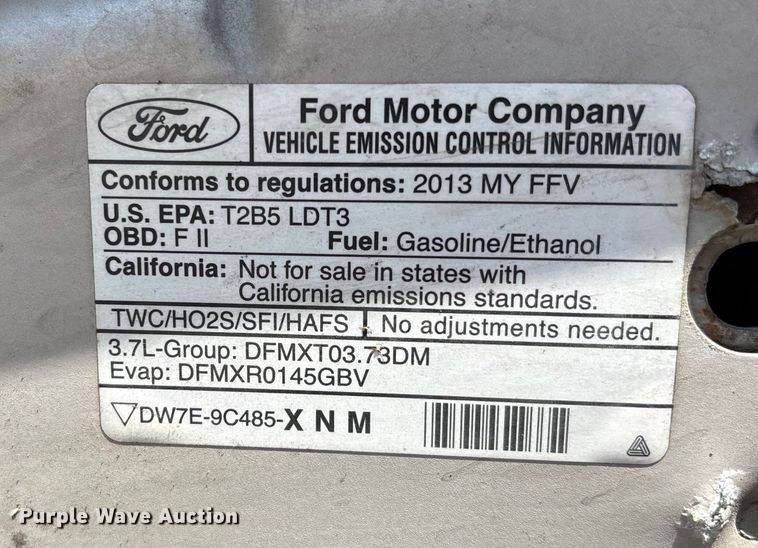 Ford
Ford Motor Company
VEHICLE EMISSION CONTROL INFORMATION
Conforms to regulations: 2013 MY FFV
U.S. EPA: T2B5 LDT3
OBD: F II Fuel: Gasoline/Ethanol
California: Not for sale in states with
California emissions standards.
TWC/HO2S/SFI/HAFS No adjustments needed.
3.7L-Group: DFMXT03.73DM
Evap: DFMXR0145GBV
▽DW7E-9C485-X N M
Purple Wave Auction